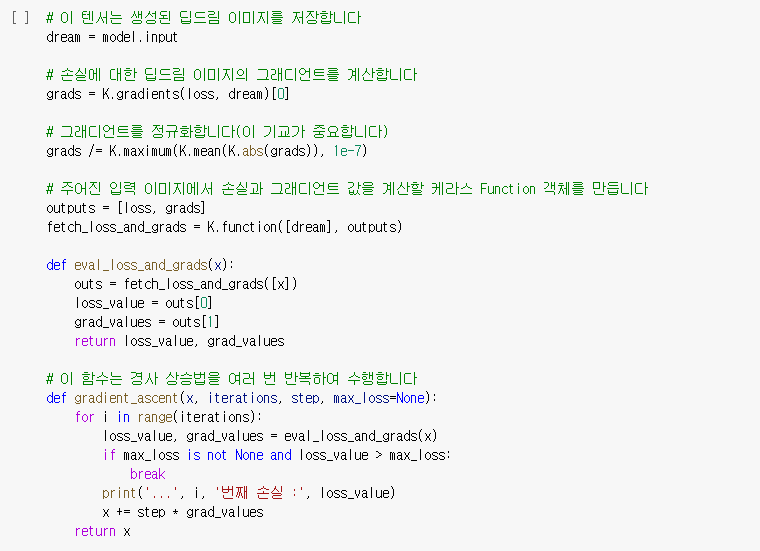 [ ] # 이 텐서는 생성된 딥드림 이미지를 저장합니다
dream = model.input
# 손실에 대한 딥드림 이미지의 그래디언트를 계산합니다
grads = K.gradients(loss, dream)[0]
# 그래디언트를 정규화합니다(이 기교가 중요합니다)
grads /= K.maximum(K.mean(K.abs(grads)), 1e-7)
# 주어진 입력 이미지에서 손실과 그래디언트 값을 계산할 케라스 Function 객체를 만듭니다
outputs = [loss, grads]
fetch_loss_and_grads = K.function([dream], outputs)
def eval_loss_and_grads(x):
    outs = fetch_loss_and_grads([x])
    loss_value = outs[0]
    grad_values = outs[1]
    return loss_value, grad_values
# 이 함수는 경사 상승법을 여러 번 반복하여 수행합니다
def gradient_ascent(x, iterations, step, max_loss=None):
    for i in range(iterations):
        loss_value, grad_values = eval_loss_and_grads(x)
        if max_loss is not None and loss_value > max_loss:
            break
        print('...', i, '번째 손실 :', loss_value)
        x += step * grad_values
    return x